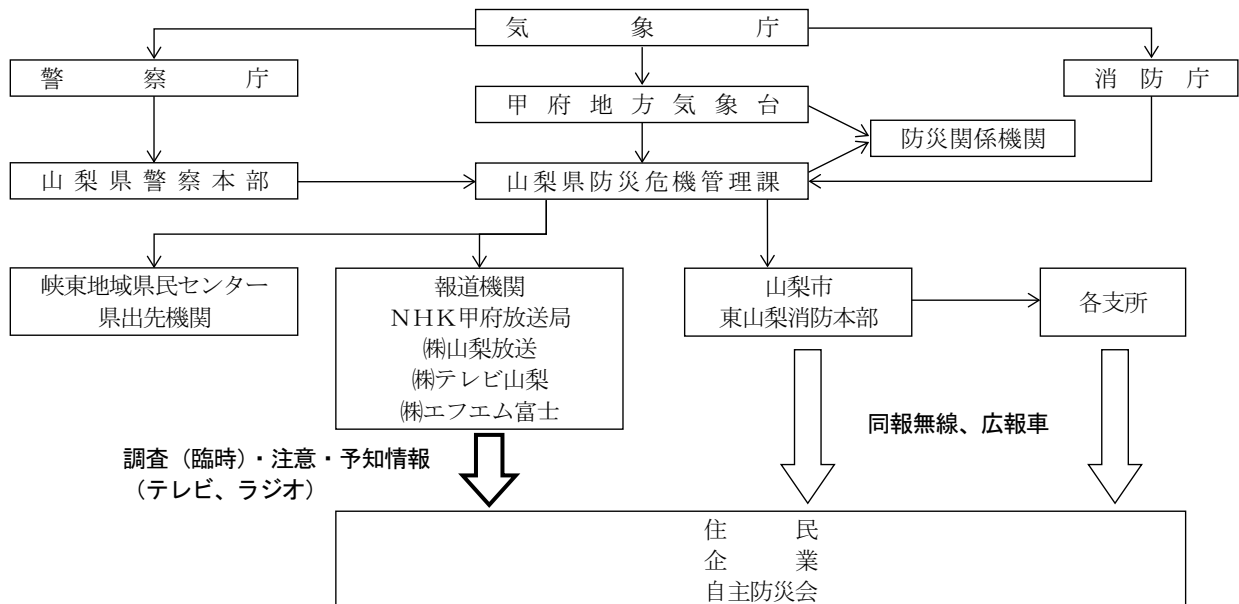 気象庁
警察庁
消防庁
甲府地方気象台
防災関係機関
山梨県警察本部
山梨県防災危機管理課
峡東地域県民センター
県出先機関
報道機関
ＮＨＫ甲府放送局
㈱山梨放送
㈱テレビ山梨
㈱エフエム富士
山梨市
東山梨消防本部
各支所
同報無線、広報車
調査（臨時）・注意・予知情報
（テレビ、ラジオ）
住民
企業
自主防災会